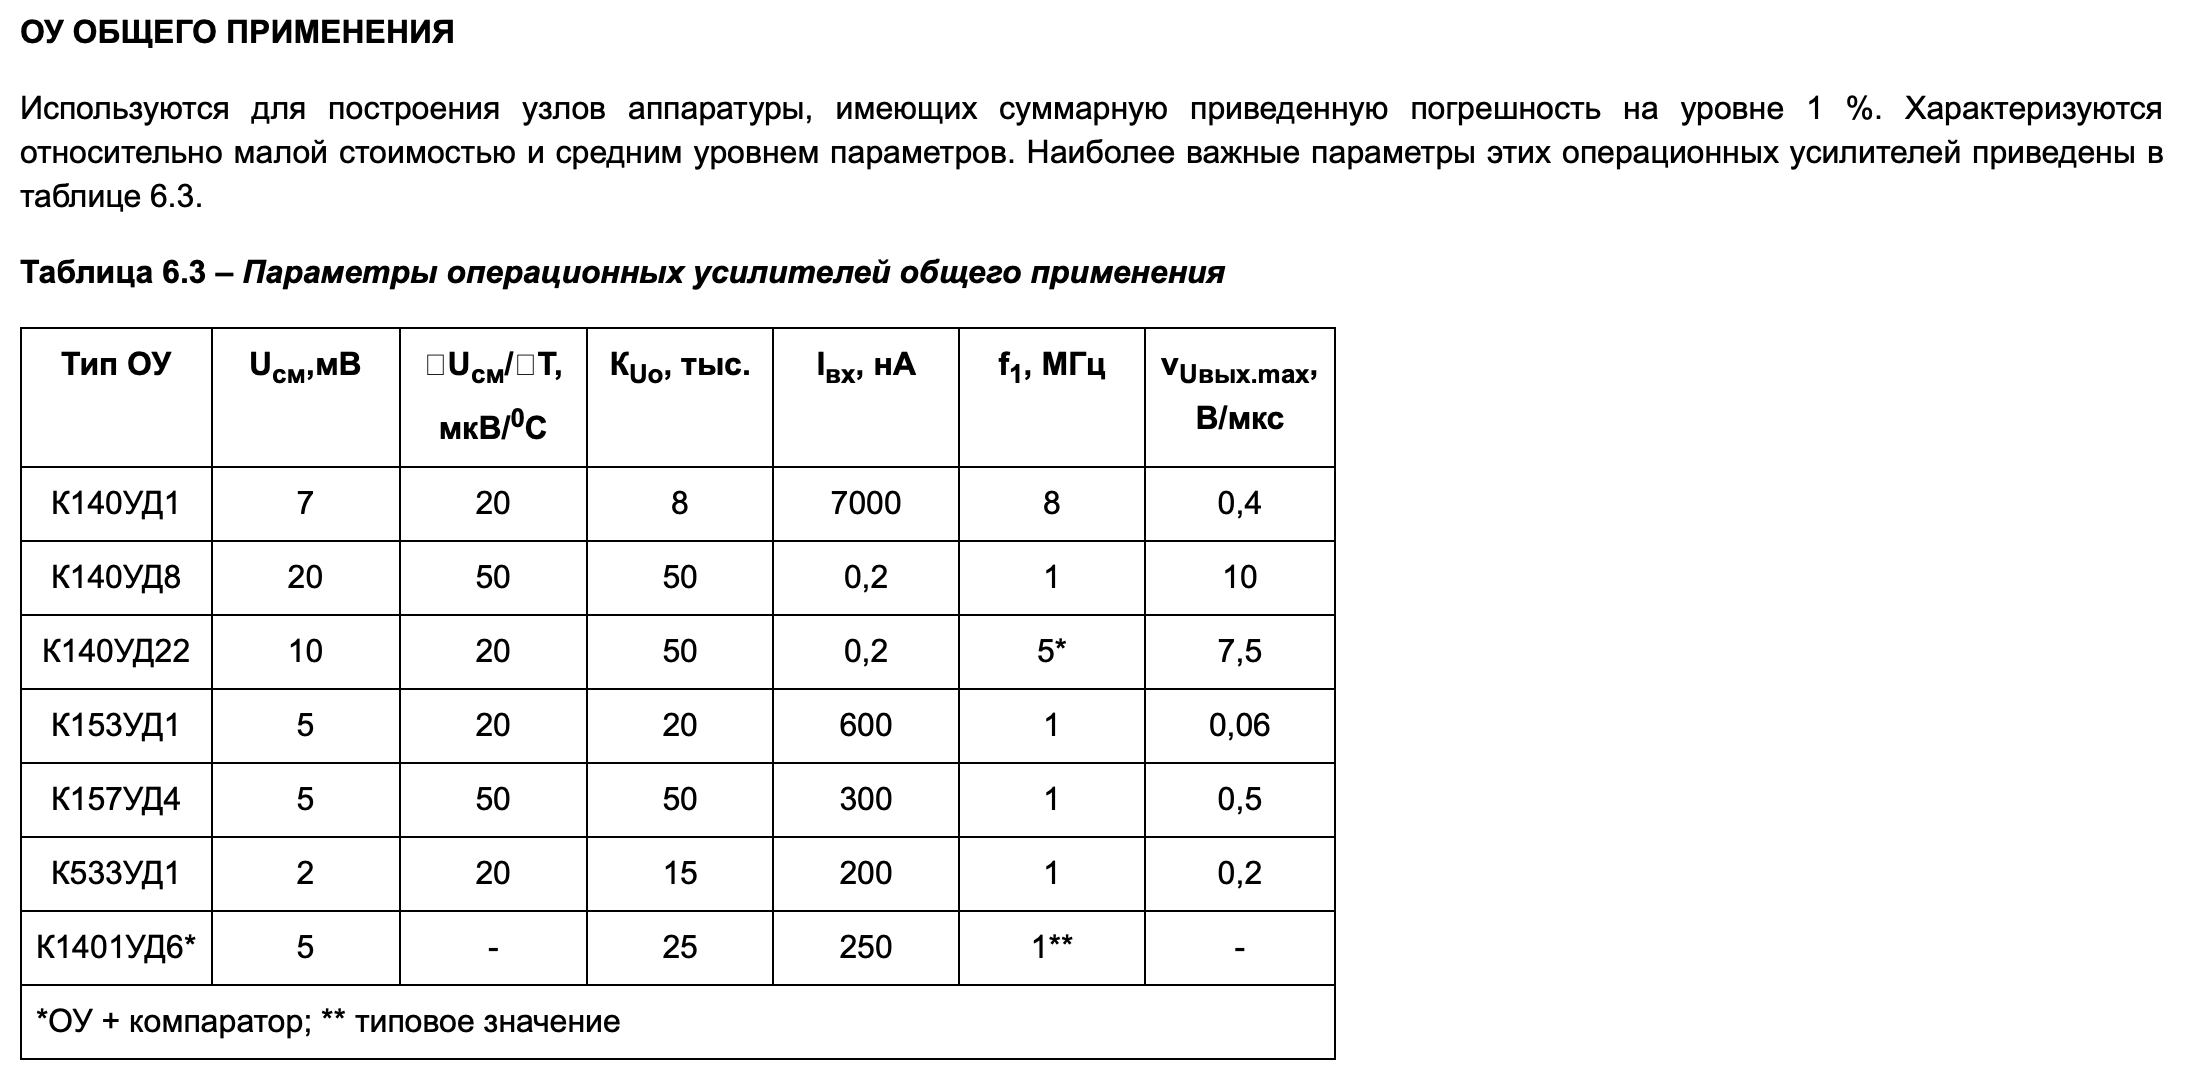 ОУ ОБЩЕГО ПРИМЕНЕНИЯ
Используются для построения узлов аппаратуры, имеющих суммарную приведенную погрешность на уровне 1 %. Характеризуются
относительно малой стоимостью и средним уровнем параметров. Наиболее важные параметры этих операционных усилителей приведены в
таблице 6.3.
Таблица 6.3 – Параметры операционных усилителей общего применения
Тип ОУ Uсм,мВ □Uсм/□T, мкВ/⁰С КUо, тыс. Iвх, нА f1, МГц vUвых.max, В/мкс
К140УД1 7 20 8 7000 8 0,4
К140УД8 20 50 50 0,2 1 10
К140УД22 10 20 50 0,2 5* 7,5
К153УД1 5 20 20 600 1 0,06
К157УД4 5 50 50 300 1 0,5
К533УД1 2 20 15 200 1 0,2
К1401УД6* 5 - 25 250 1** -
*ОУ + компаратор; ** типовое значение